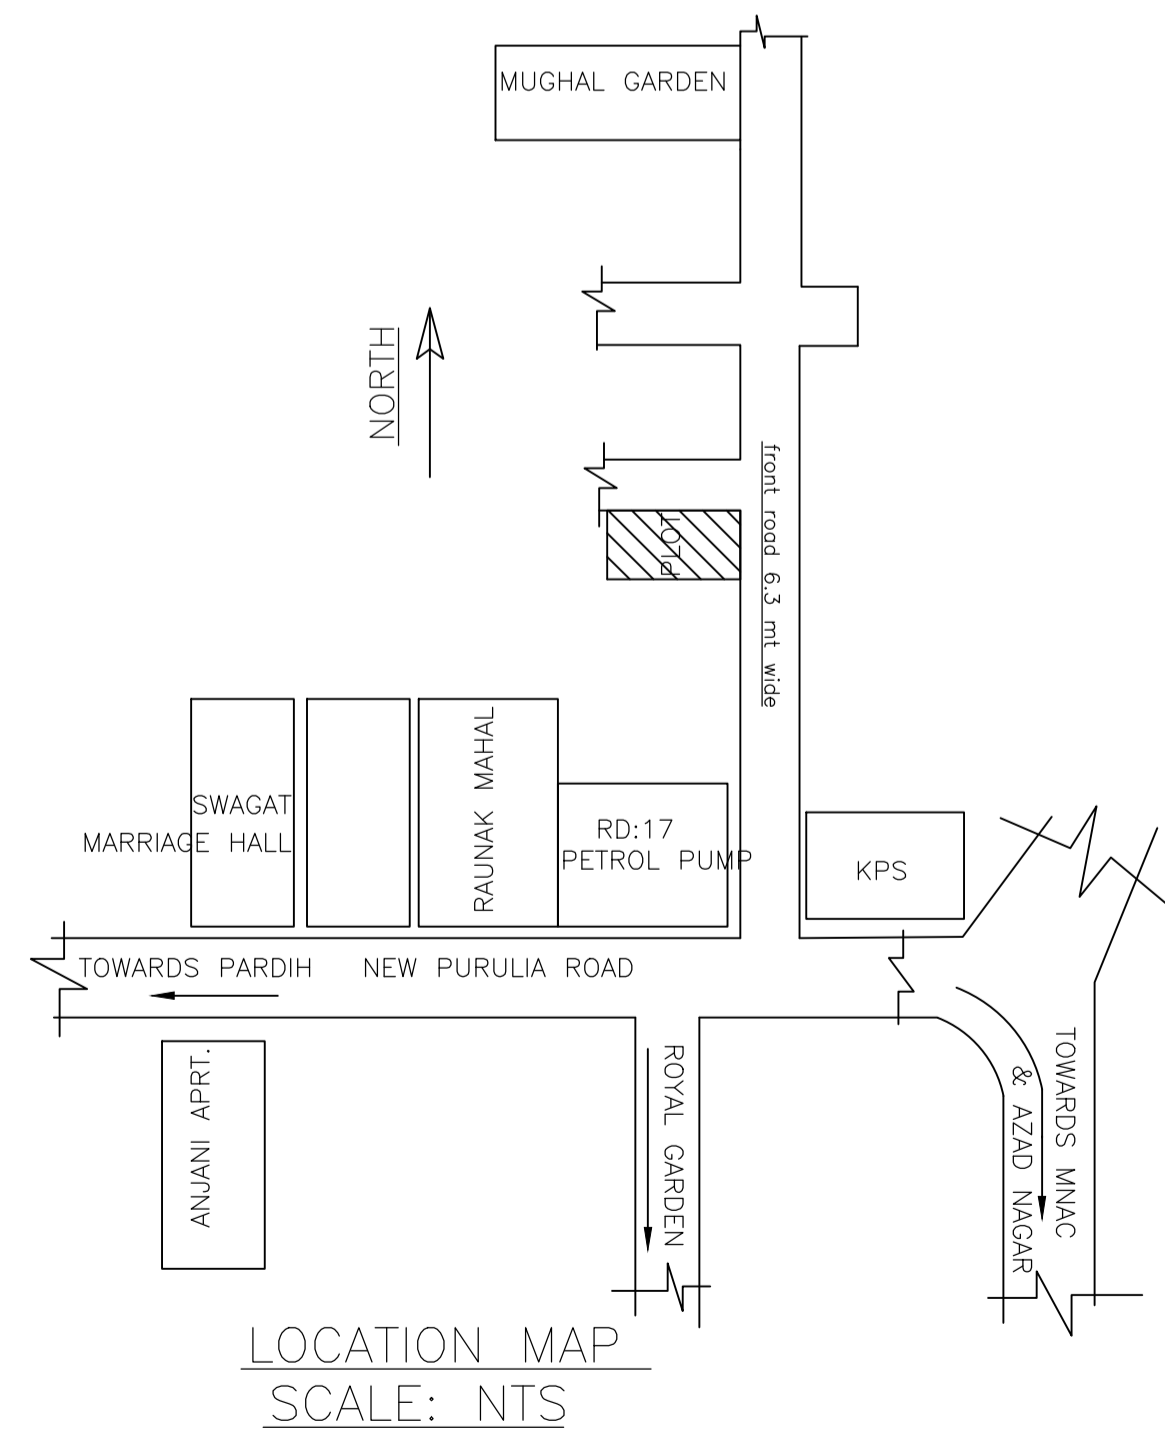 MUGHAL GARDEN
NORTH
front road 6.3 mt wide
PLOT
SWAGAT
MARRIAGE HALL
RAUNAK MAHAL
RD:17
PETROL PUMP
KPS
TOWARDS PARDIH
NEW PURULIA ROAD
ANJANI APRT.
ROYAL GARDEN
TOWARDS MNAC
& AZAD NAGAR
LOCATION MAP
SCALE: NTS